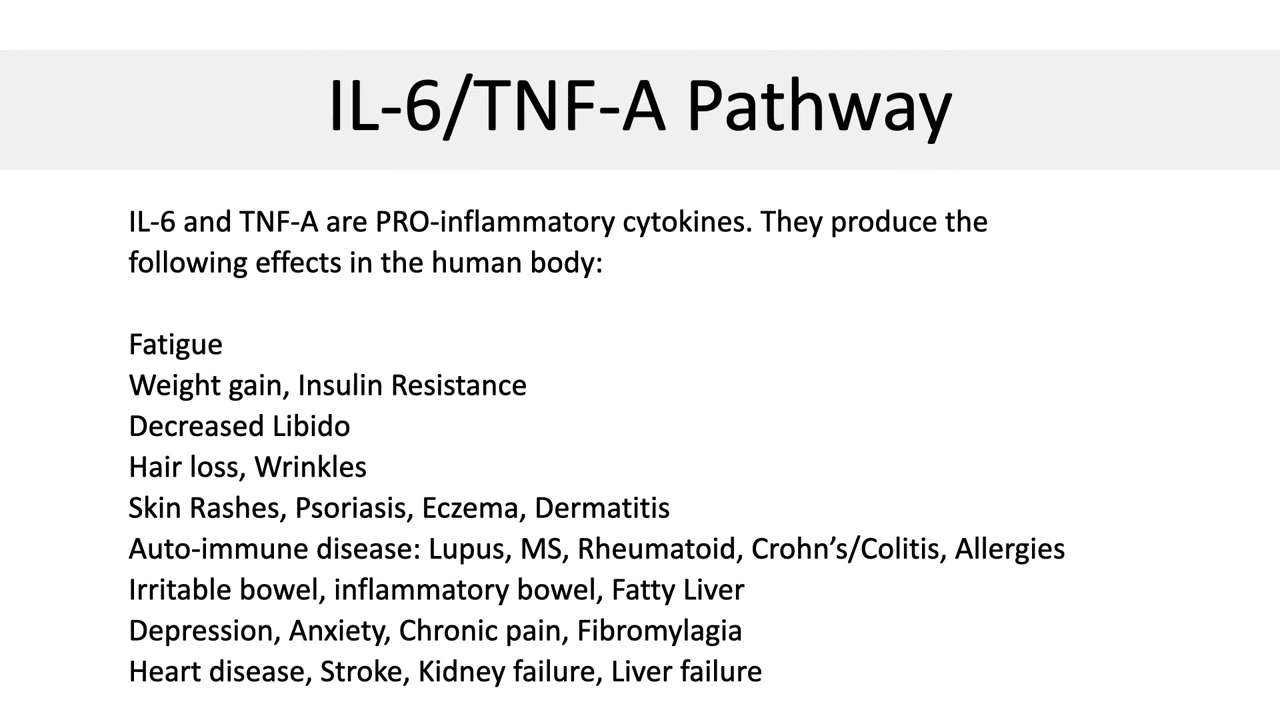 IL-6/TNF-A Pathway
IL-6 and TNF-A are PRO-inflammatory cytokines. They produce the
following effects in the human body:
Fatigue
Weight gain, Insulin Resistance
Decreased Libido
Hair loss, Wrinkles
Skin Rashes, Psoriasis, Eczema, Dermatitis
Auto-immune disease: Lupus, MS, Rheumatoid, Crohn’s/Colitis, Allergies
Irritable bowel, inflammatory bowel, Fatty Liver
Depression, Anxiety, Chronic pain, Fibromylagia
Heart disease, Stroke, Kidney failure, Liver failure